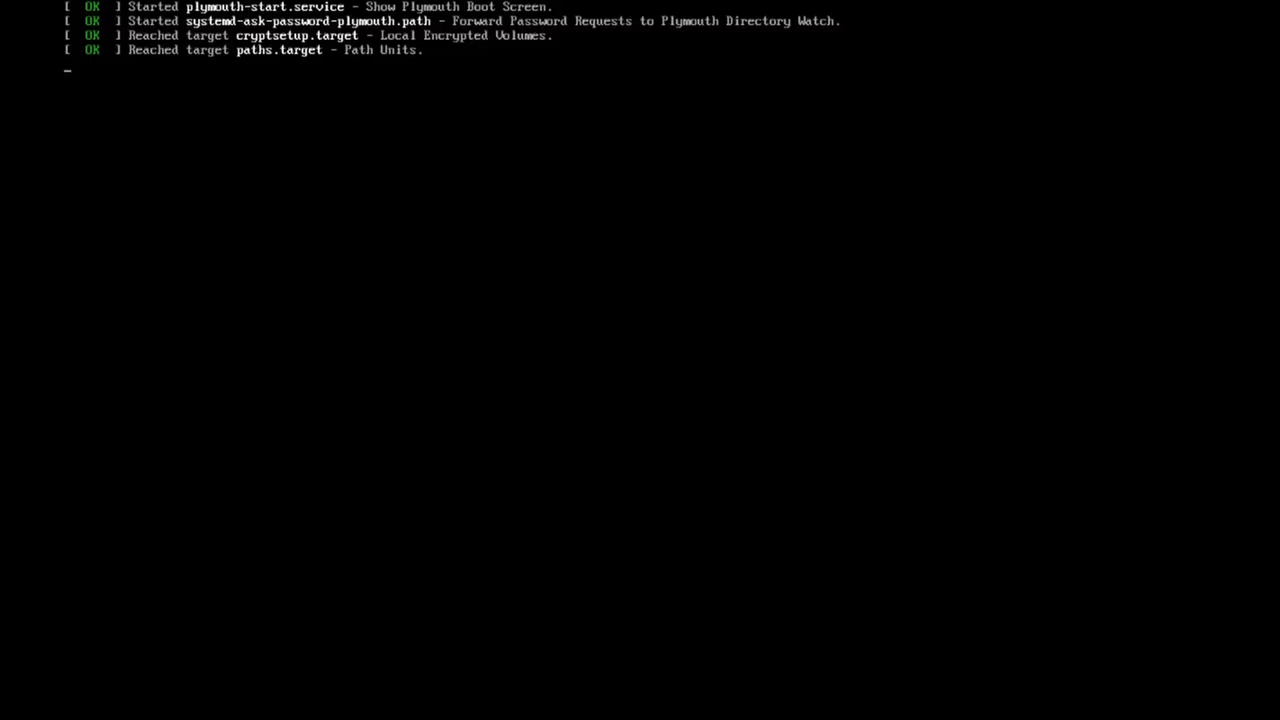 [  OK  ] Started plymouth-start.service - Show Plymouth Boot Screen.
[  OK  ] Started systemd-ask-password-plymouth.path - Forward Password Requests to Plymouth Directory Watch.
[  OK  ] Reached target cryptsetup.target - Local Encrypted Volumes.
[  OK  ] Reached target paths.target - Path Units.